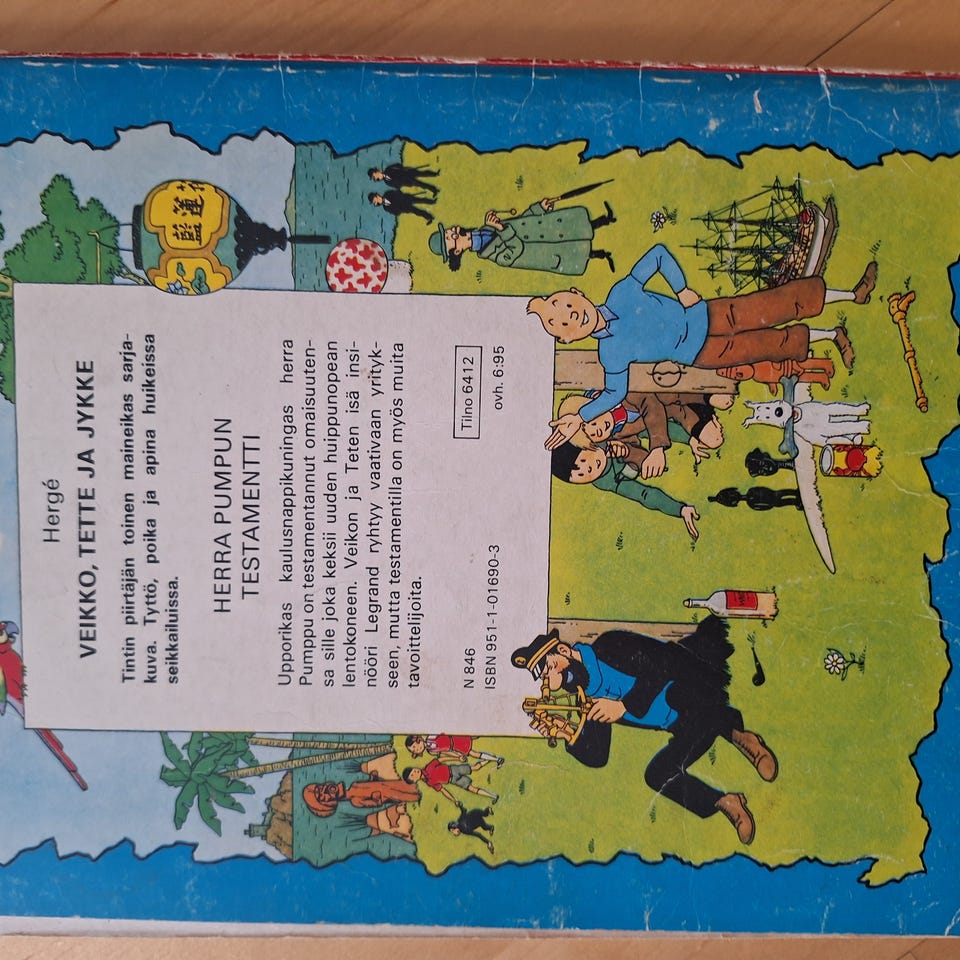 藍蓮花
Hergé
VEIKKO, TETTE JA JYKKE
Tintin piirtäjän toinen maineikas sarja-
kuva. Tyttö, poika ja apina huikeissa
seikkailuissa.
HERRA PUMPUN
TESTAMENTTI
Upporikas kaulusnappikuningas herra
Pumppu on testamentannut omaisuuten-
sa sille joka keksii uuden huippunopean
lentokoneen. Veikon ja Teten isä insi-
nööri Legrand ryhtyy vaativaan yrityk-
seen, mutta testamentilla on myös muita
tavoittelijoita.
N 846
Tilno 6412
ISBN 951-1-01690-3
ovh. 6:95